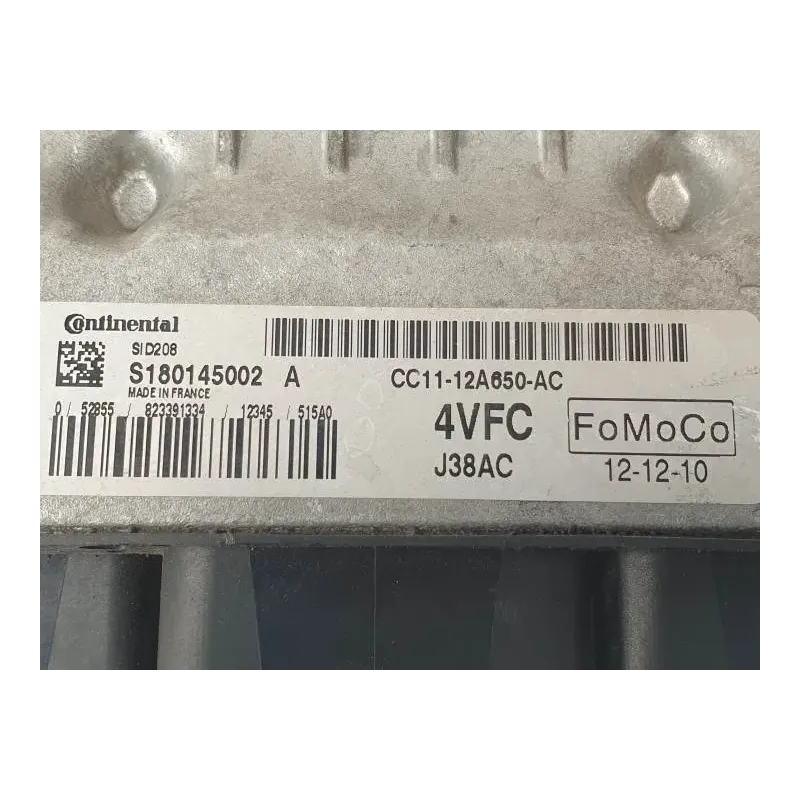 Continental
SID208
S180145002 A
MADE IN FRANCE
0 / 52855 / 823391334 / 12345 / 515A0
CC11-12A650-AC
4VFC
J38AC
FoMoCo
12-12-10